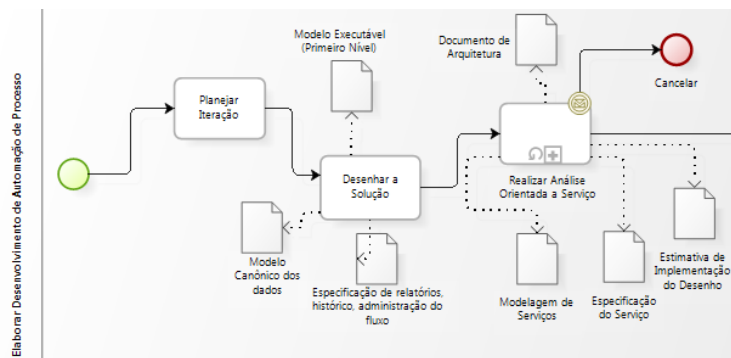 Elaborar Desenvolvimento de Automação de Processo
Modelo Executável
(Primeiro Nível)
Documento de
Arquitetura
Cancelar
Planejar
Iteração
Desenhar a
Solução
Realizar Análise
Orientada a Serviço
Modelo
Canônico dos
dados
Especificação de relatórios,
histórico, administração do
fluxo
Modelagem de
Serviços
Especificação
do Serviço
Estimativa de
Implementação
do Desenho